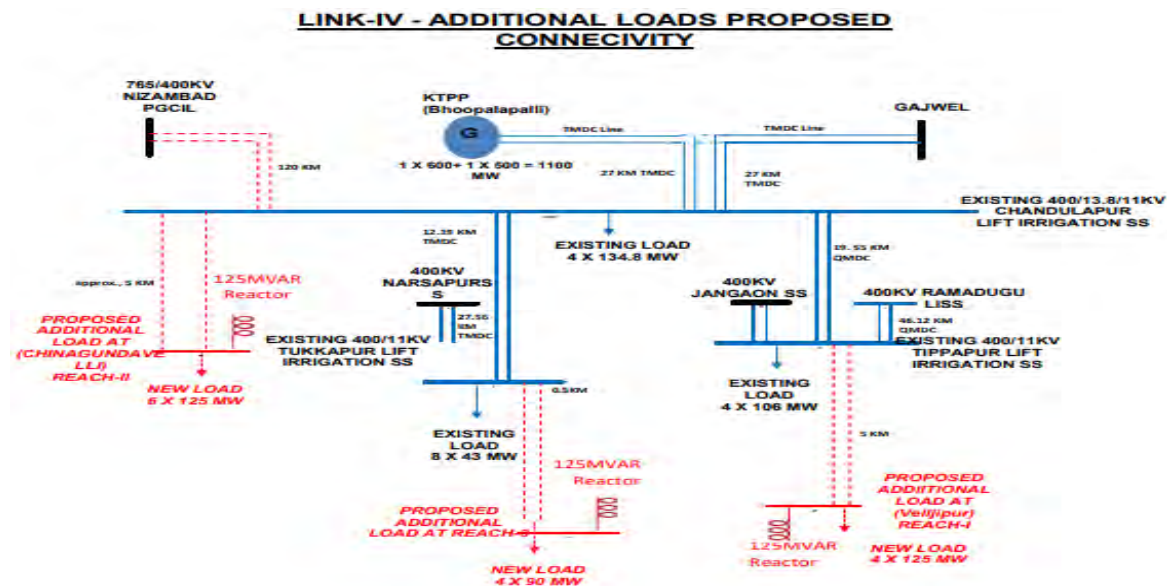 LINK-IV - ADDITIONAL LOADS PROPOSED
CONNECIVITY
765/400KV
NIZAMBAD
PGCIL
KTPP
(Bhoopalapalli)
G
1 X 600+ 1 X 500 = 1100
MW
TMDC Line
TMDC Line
GAJWEL
120 KM
27 KM TMDC
27 KM
TMDC
EXISTING 400/13.8/11KV
CHANDULAPUR
LIFT IRRIGATION SS
EXISTING LOAD
4 X 134.8 MW
12.39 KM
TMDC
19. 55 KM
QMDC
approx., 5 KM
125MVAR
Reactor
400KV
NARSAPURS
S
27.56
KM
TMDC
400KV
JANGAON SS
400KV RAMADUGU
LISS
46.12 KM
QMDC
PROPOSED
ADDITIONAL
LOAD AT
(CHINAGUNDAVE
LLI)
REACH-II
NEW LOAD
6 X 125 MW
EXISTING 400/11KV
TUKKAPUR LIFT
IRRIGATION SS
EXISTING 400/11KV
TIPPAPUR LIFT
IRRIGATION SS
0.5KM
EXISTING
LOAD
8 X 43 MW
EXISTING
LOAD
4 X 106 MW
5 KM
125MVAR
Reactor
PROPOSED
ADDITIONAL
LOAD AT REACH-3
NEW LOAD
4 X 90 MW
PROPOSED
ADDIITIONAL
LOAD AT
(Velljipur)
REACH-I
125MVAR
Reactor
NEW LOAD
4 X 125 MW